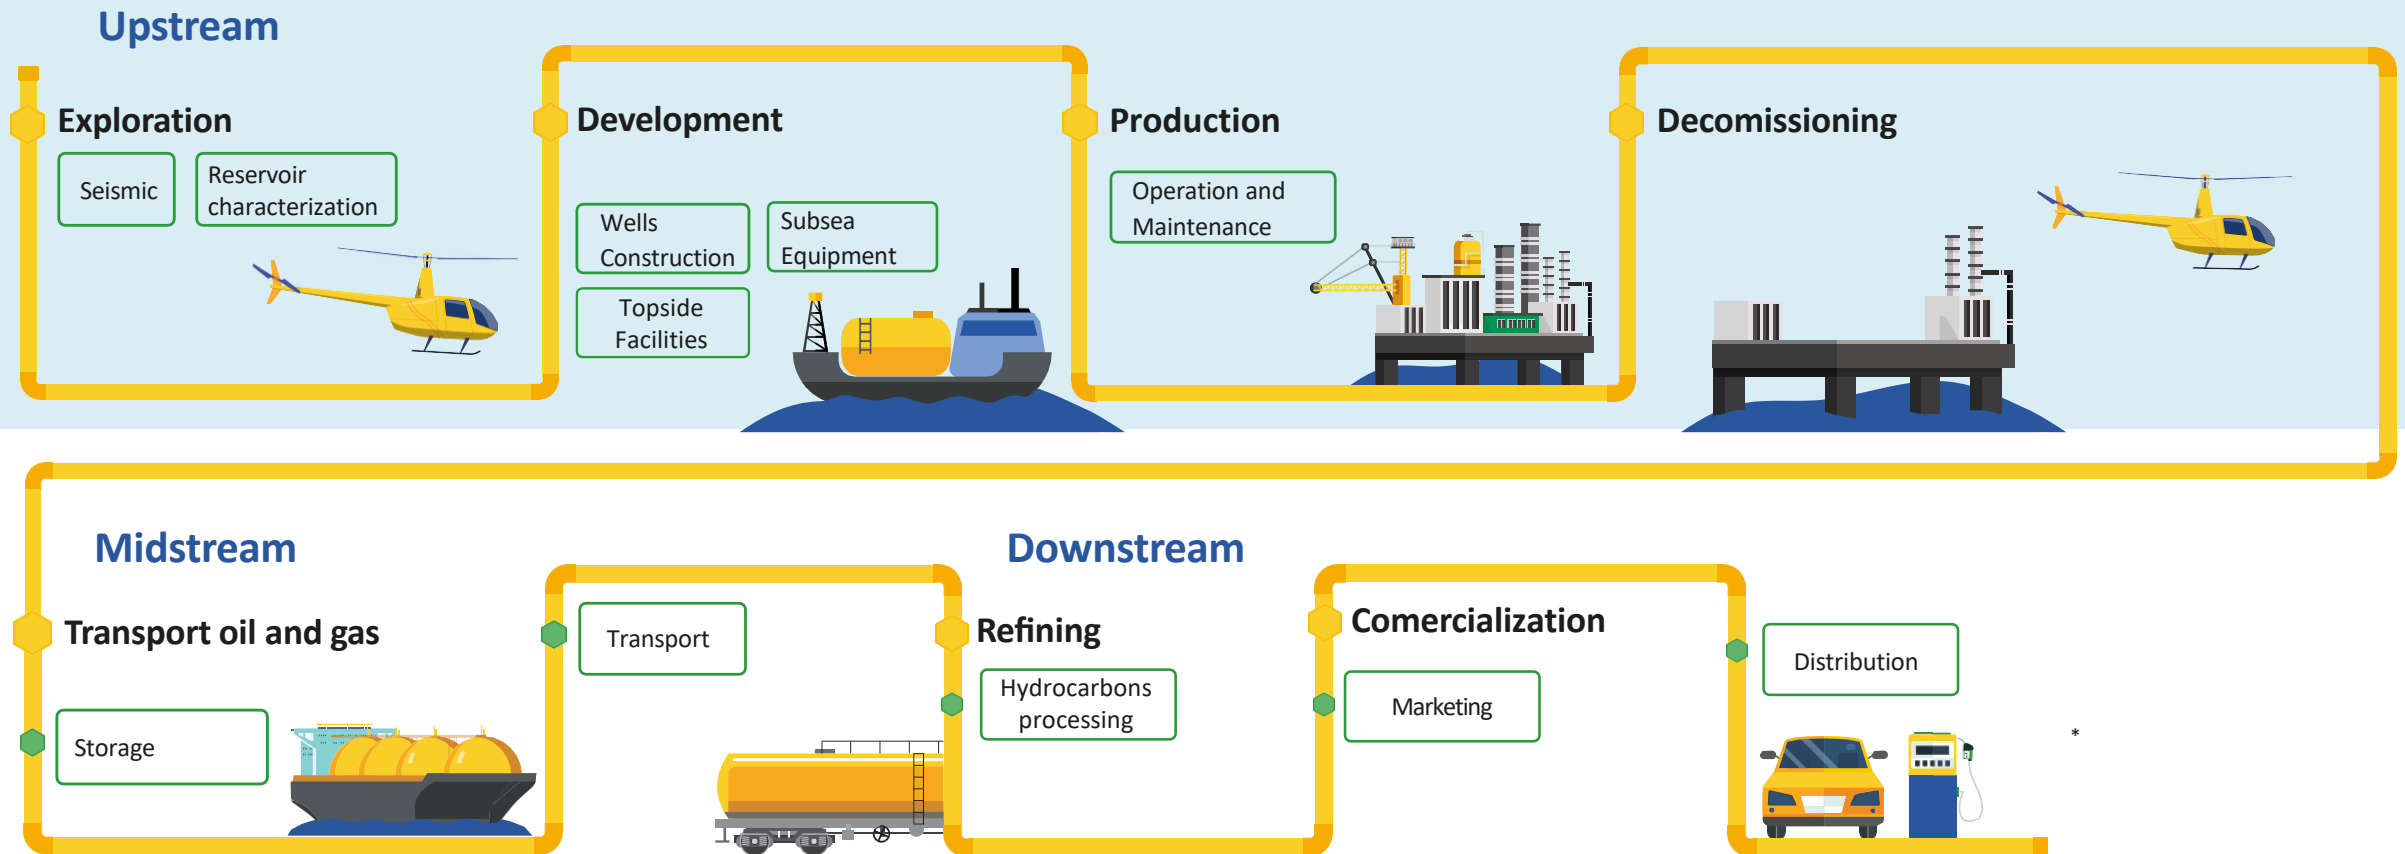 Upstream
Exploration
Seismic
Reservoir
characterization
Development
Wells
Construction
Subsea
Equipment
Topside
Facilities
Production
Operation and
Maintenance
Decomissioning
Midstream
Transport oil and gas
Storage
Transport
Downstream
Refining
Hydrocarbons
processing
Comercialization
Marketing
Distribution
*